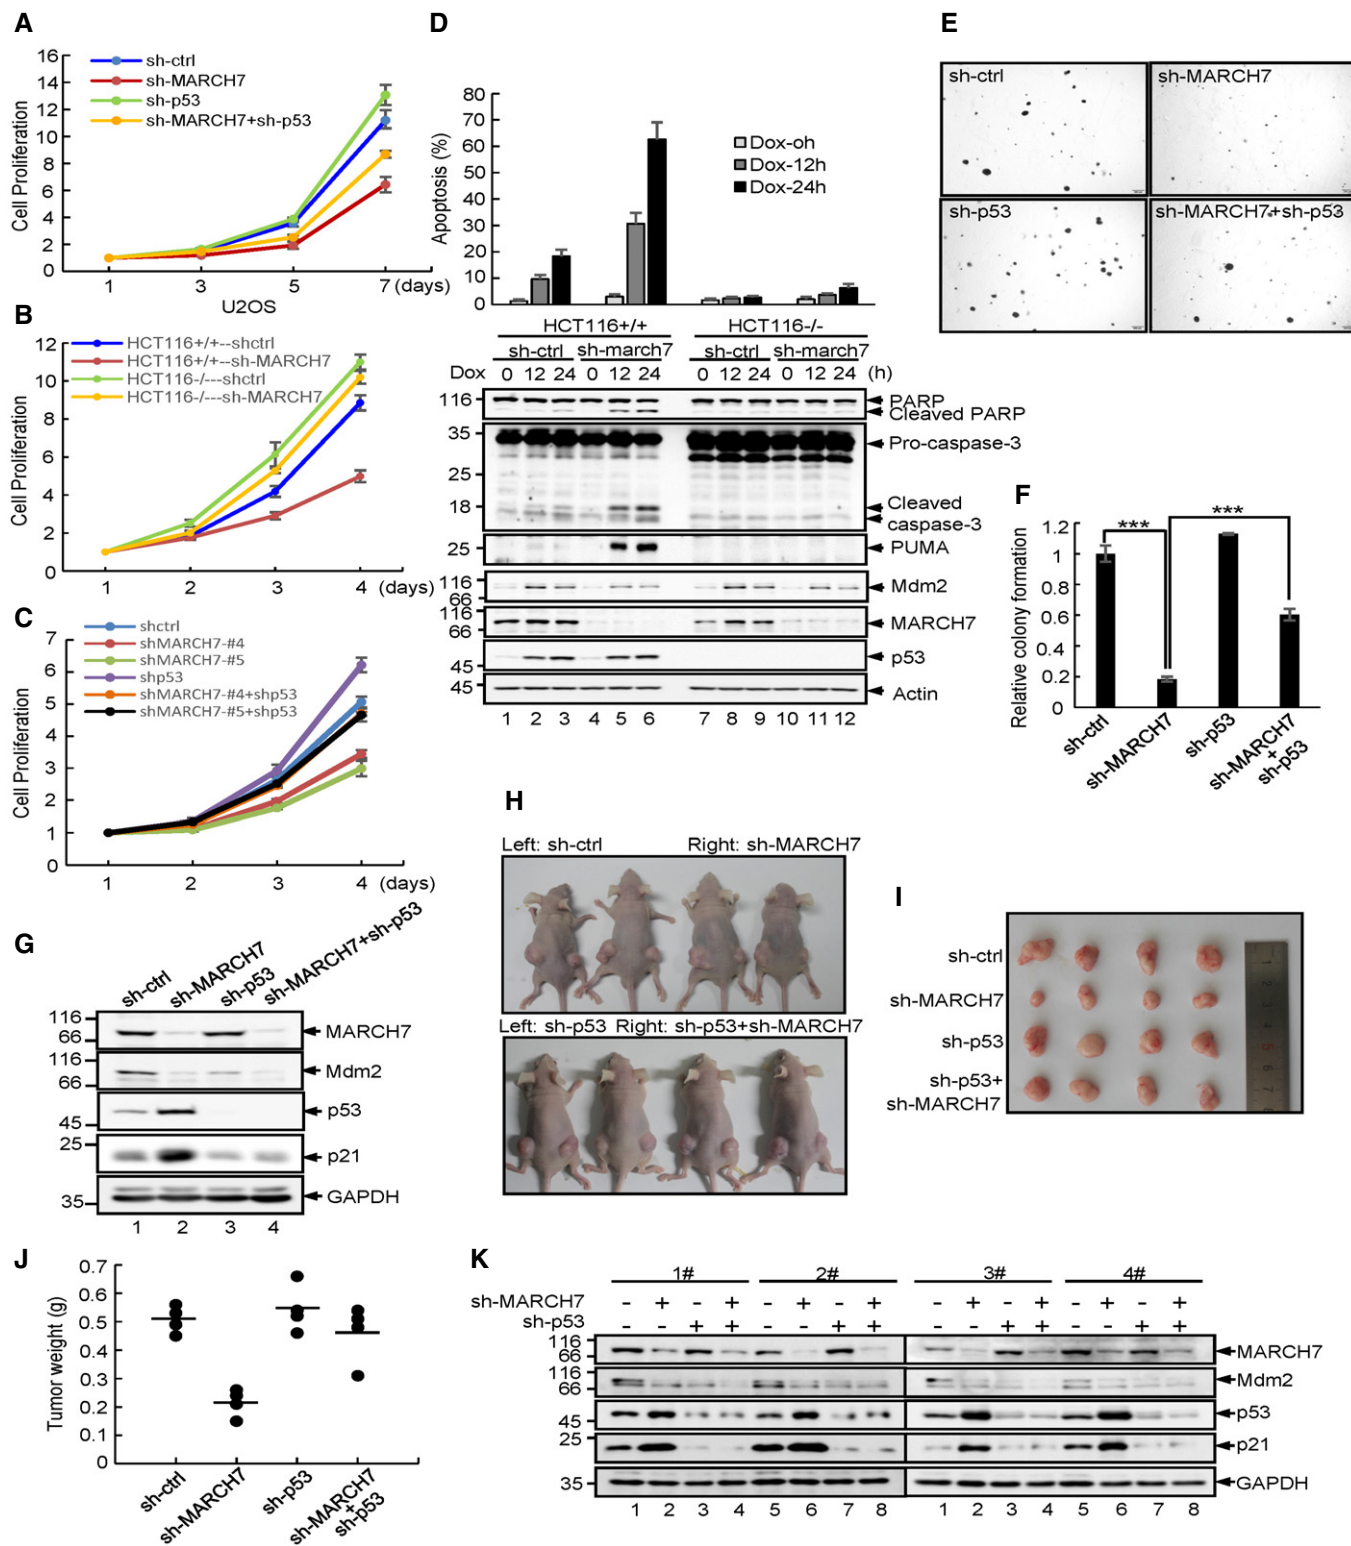 A
16
14
12
10
8
6
4
2
0
Cell Proliferation
sh-ctrl
sh-MARCH7
sh-p53
sh-MARCH7+sh-p53
1 3 5 7 (days)
U2OS
B
12
10
8
6
4
2
0
Cell Proliferation
HCT116+/+--shctrl
HCT116+/+--sh-MARCH7
HCT116-/---shctrl
HCT116-/---sh-MARCH7
1 2 3 4 (days)
C
7
6
5
4
3
2
1
0
Cell Proliferation
shctrl
shMARCH7-#4
shMARCH7-#5
shp53
shMARCH7-#4+shp53
shMARCH7-#5+shp53
1 2 3 4 (days)
D
80
70
60
50
40
30
20
10
0
Apoptosis (%)
Dox-oh
Dox-12h
Dox-24h
HCT116+/+ HCT116-/-
sh-ctrl sh-march7 sh-ctrl sh-march7
Dox 0 12 24 0 12 24 0 12 24 0 12 24 (h)
116 PARP
Cleaved PARP
35 Pro-caspase-3
25
18 Cleaved
caspase-3
25 PUMA
116 Mdm2
66
116 MARCH7
66
p53
45
45 Actin
1 2 3 4 5 6 7 8 9 10 11 12
E
sh-ctrl sh-MARCH7
sh-p53 sh-MARCH7+sh-p53
F
1.2
1
0.6
0.2
0
Relative colony formation
*** ***
sh-ctrl
sh-MARCH7
sh-p53
sh-MARCH7
+
sh-p53
G
sh-ctrl
sh-MARCH7
sh-p53
sh-MARCH7+sh-p53
116 MARCH7
66
116 Mdm2
66
p53
45
25 p21
35 GAPDH
1 2 3 4
H
Left: sh-ctrl Right: sh-MARCH7
Left: sh-p53 Right: sh-p53+sh-MARCH7
I
sh-ctrl
sh-MARCH7
sh-p53
sh-p53+
sh-MARCH7
1
2
3
4
5
6
7
J
0.7
0.6
0.5
0.4
0.3
0.2
0.1
0
Tumor weight (g)
sh-ctrl
sh-MARCH7
sh-p53
sh-MARCH7
+
sh-p53
K
1# 2# 3# 4#
sh-MARCH7 - + - + - + - + - + - + - + - +
sh-p53 - - + + - - + + - - + + - - + +
116 MARCH7
66
116 Mdm2
66
p53
45
25 p21
35 GAPDH
1 2 3 4 5 6 7 8 1 2 3 4 5 6 7 8